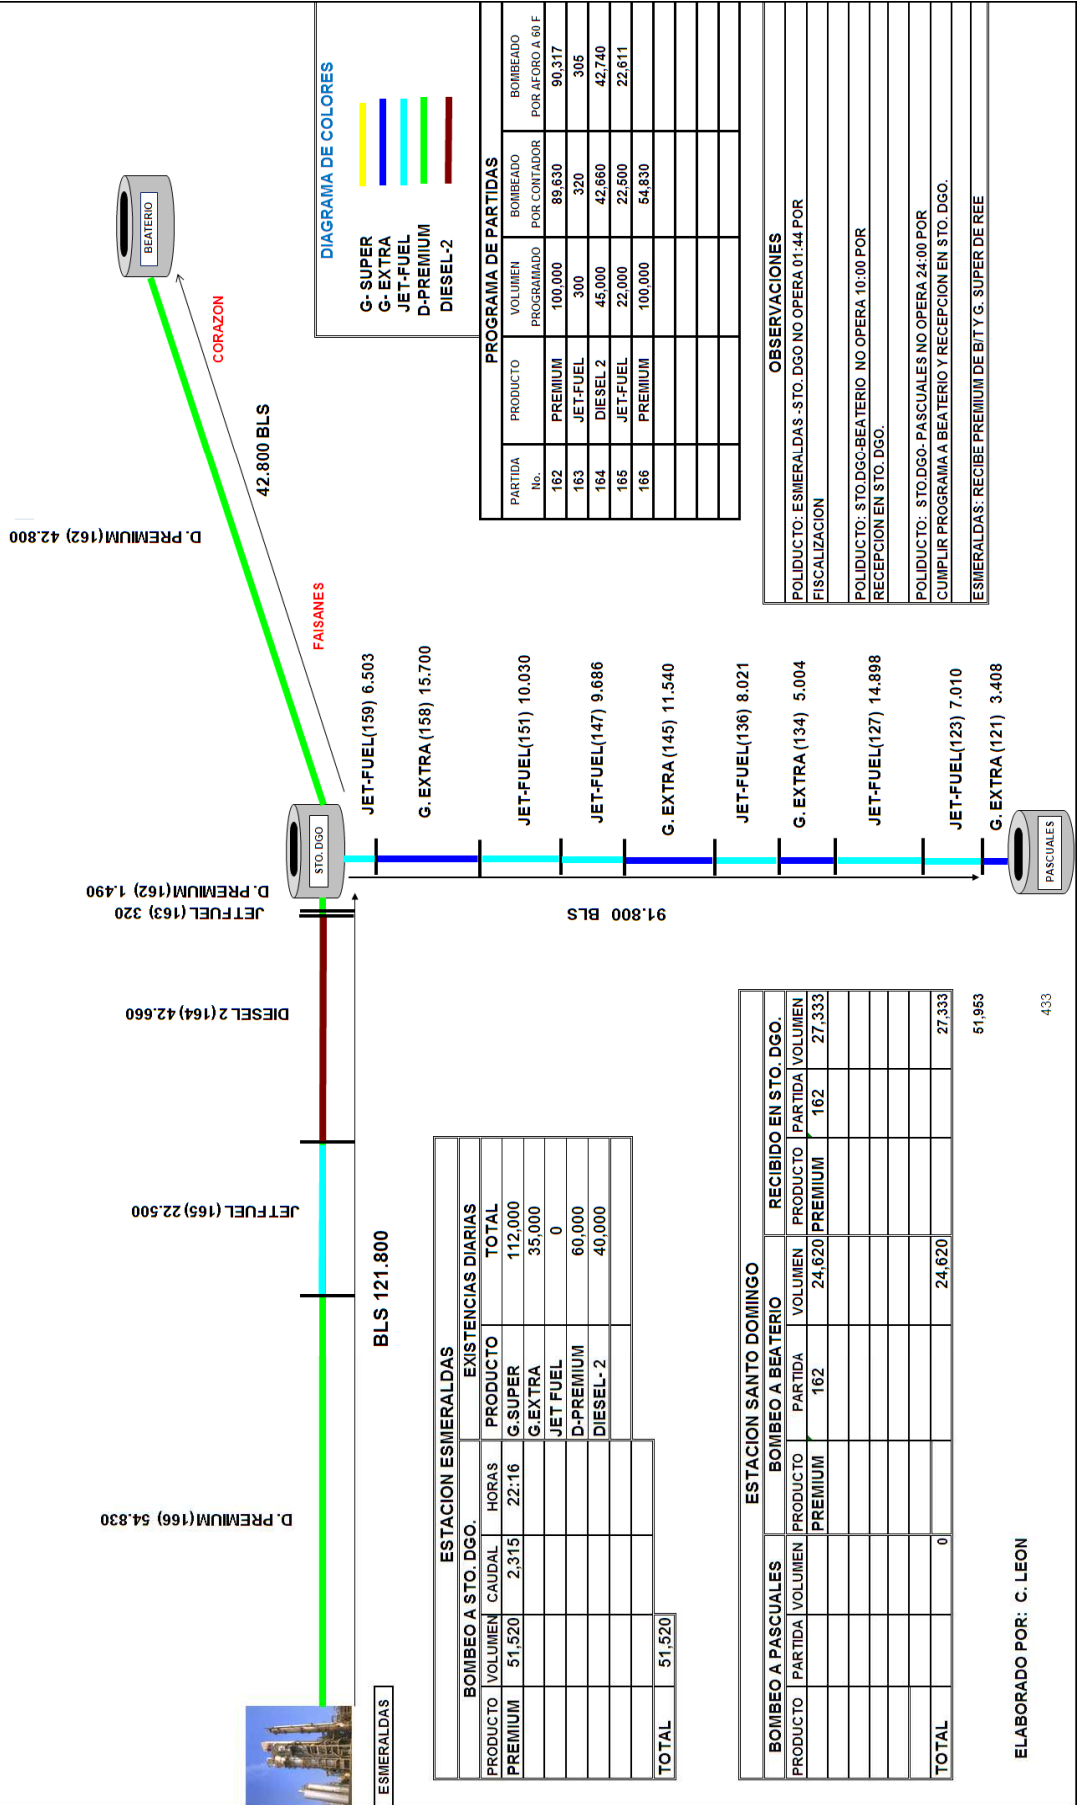 D. PREMIUM (166) 54.830
JET FUEL (165) 22.500
DIESEL 2 (164) 42.660
JET FUEL (163) 320
D. PREMIUM (162) 1.490
D. PREMIUM (162) 42.800
ESMERALDAS
BLS 121.800
STO. DGO
FAISANES
42.800 BLS
CORAZON
BEATERIO
DIAGRAMA DE COLORES
G- SUPER
G- EXTRA
JET-FUEL
D-PREMIUM
DIESEL-2
JET-FUEL(159) 6.503
G. EXTRA (158) 15.700
JET-FUEL(151) 10.030
JET-FUEL(147) 9.686
G. EXTRA (145) 11.540
JET-FUEL(136) 8.021
G. EXTRA (134) 5.004
JET-FUEL(127) 14.898
JET-FUEL(123) 7.010
G. EXTRA (121) 3.408
91.800 BLS
PASCUALES
PROGRAMA DE PARTIDAS
PARTIDA No. PRODUCTO VOLUMEN PROGRAMADO BOMBEADO POR CONTADOR BOMBEADO POR AFORO A 60 F
162 PREMIUM 100,000 89,630 90,317
163 JET-FUEL 300 320 305
164 DIESEL 2 45,000 42,660 42,740
165 JET-FUEL 22,000 22,500 22,611
166 PREMIUM 100,000 54,830
OBSERVACIONES
POLIDUCTO: ESMERALDAS -STO. DGO NO OPERA 01:44 POR
FISCALIZACION
POLIDUCTO: STO.DGO-BEATERIO NO OPERA 10:00 POR
RECEPCION EN STO. DGO.
POLIDUCTO: STO.DGO- PASCUALES NO OPERA 24:00 POR
CUMPLIR PROGRAMA A BEATERIO Y RECEPCION EN STO. DGO.
ESMERALDAS: RECIBE PREMIUM DE B/T Y G. SUPER DE REE
ESTACION ESMERALDAS
BOMBEO A STO. DGO. EXISTENCIAS DIARIAS
PRODUCTO VOLUMEN CAUDAL HORAS PRODUCTO TOTAL
PREMIUM 51,520 2,315 22:16 G.SUPER 112,000
G.EXTRA 35,000
JET FUEL 0
D-PREMIUM 60,000
DIESEL- 2 40,000
TOTAL 51,520
ESTACION SANTO DOMINGO
BOMBEO A PASCUALES BOMBEO A BEATERIO RECIBIDO EN STO. DGO.
PRODUCTO PARTIDA VOLUMEN PRODUCTO PARTIDA VOLUMEN PRODUCTO PARTIDA VOLUMEN
PREMIUM 162 24,620 PREMIUM 162 27,333
TOTAL 0 24,620 27,333
51,953
433
ELABORADO POR: C. LEON